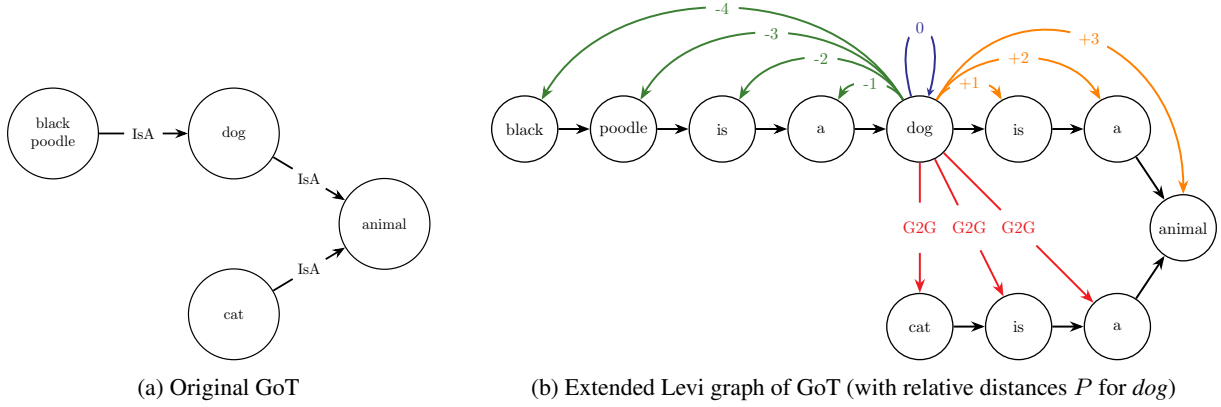 black
poodle
IsA
dog
IsA
animal
IsA
cat
(a) Original GoT
-4
-3
-2
-1
0
+1
+2
+3
black
poodle
is
a
dog
is
a
animal
G2G
G2G
G2G
cat
is
a
(b) Extended Levi graph of GoT (with relative distances P for dog)